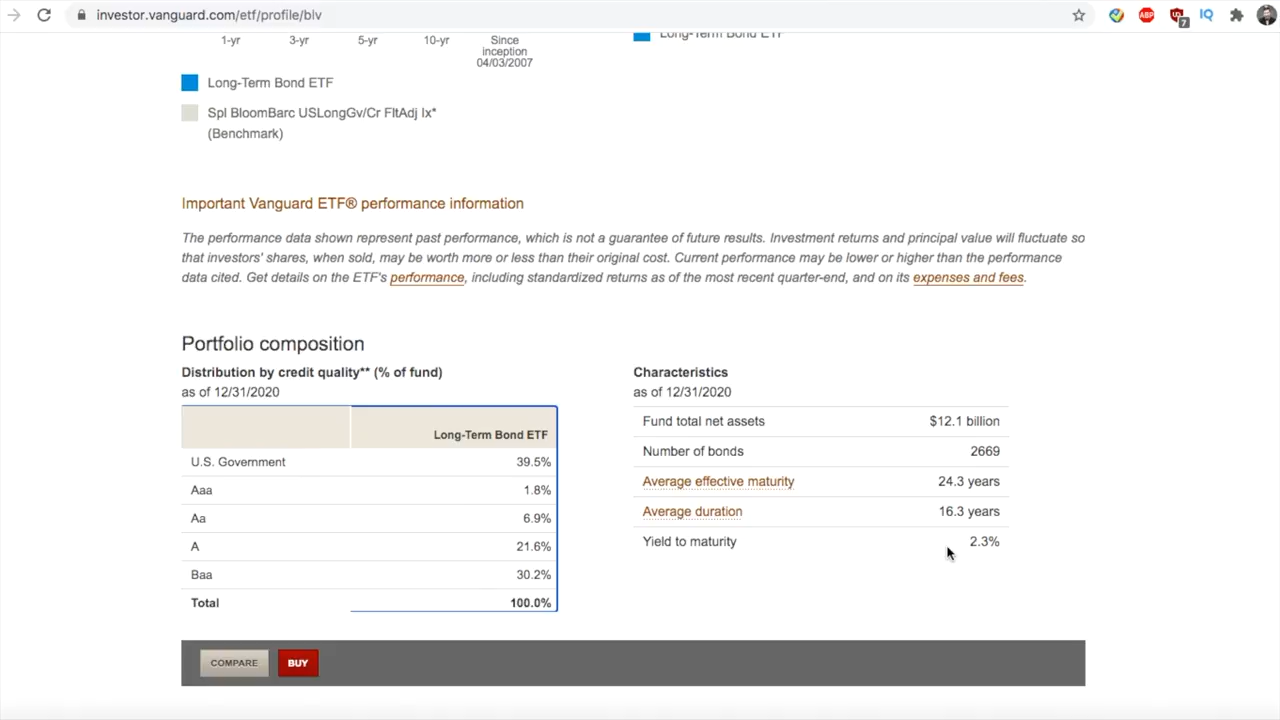 investor.vanguard.com/etf/profile/blv
ABP
7
IQ
1-yr 3-yr 5-yr 10-yr Since
inception
04/03/2007
Long-Term Bond ETF
Long-Term Bond ETF
Spl BloomBarc USLongGv/Cr FltAdj Ix*
(Benchmark)
Important Vanguard ETF® performance information
The performance data shown represent past performance, which is not a guarantee of future results. Investment returns and principal value will fluctuate so
that investors' shares, when sold, may be worth more or less than their original cost. Current performance may be lower or higher than the performance
data cited. Get details on the ETF's performance, including standardized returns as of the most recent quarter-end, and on its expenses and fees.
Portfolio composition
Distribution by credit quality** (% of fund)
as of 12/31/2020
Long-Term Bond ETF
U.S. Government 39.5%
Aaa 1.8%
Aa 6.9%
A 21.6%
Baa 30.2%
Total 100.0%
Characteristics
as of 12/31/2020
Fund total net assets $12.1 billion
Number of bonds 2669
Average effective maturity 24.3 years
Average duration 16.3 years
Yield to maturity 2.3%
COMPARE BUY